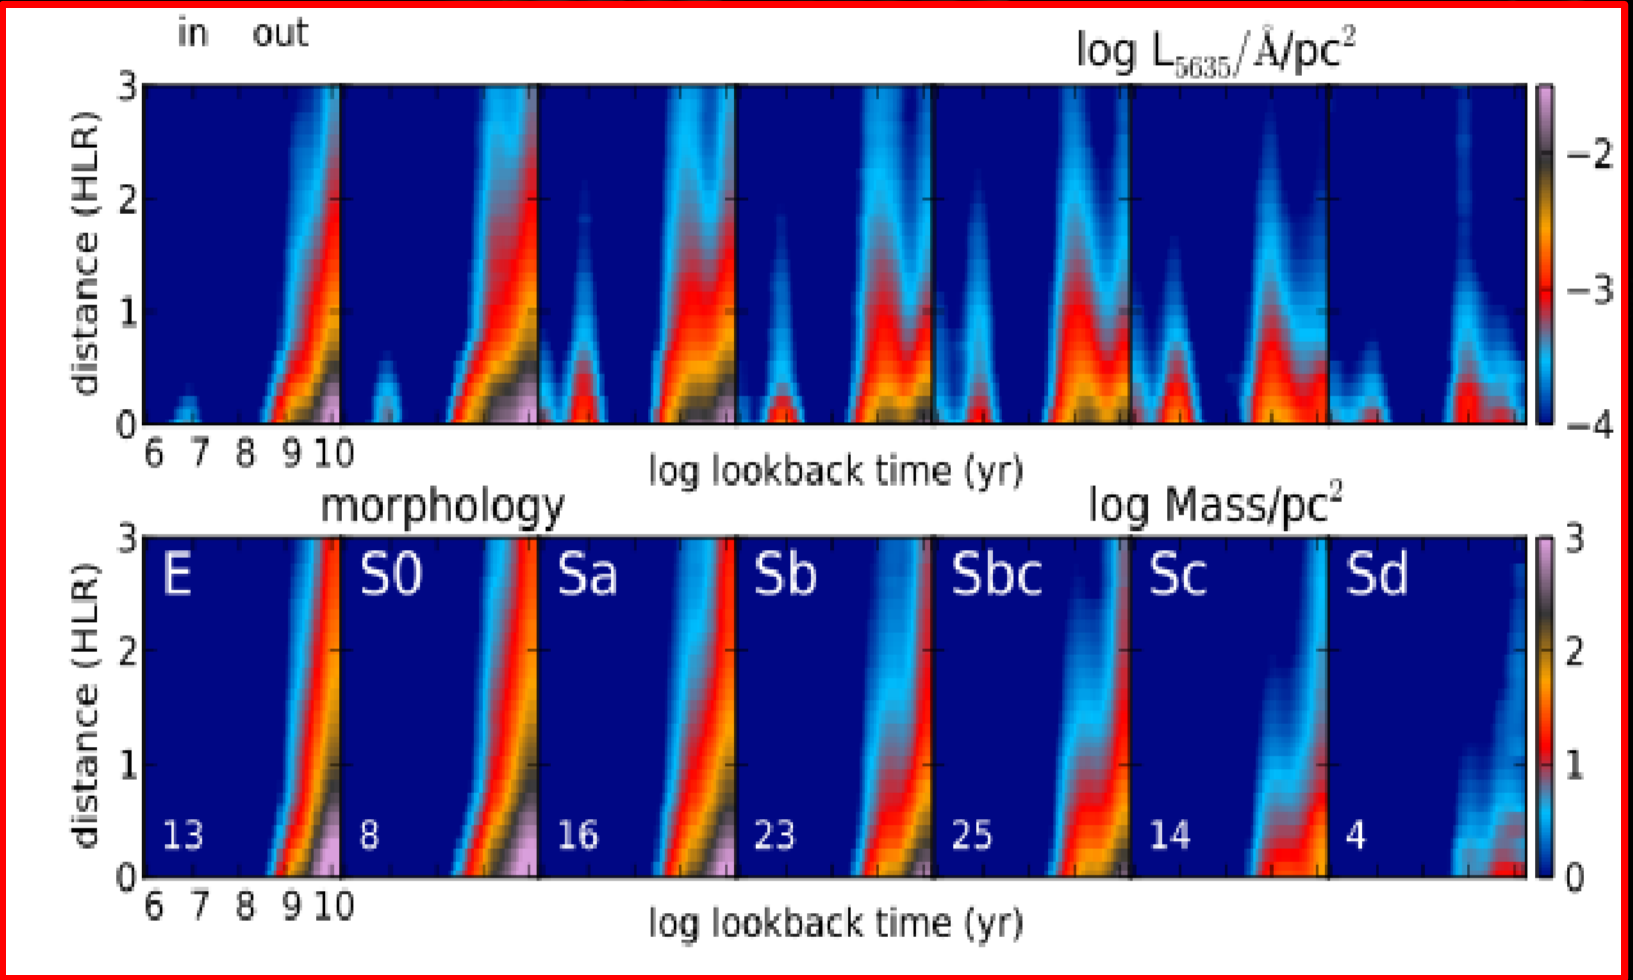 in out
log L5635/Å/pc²
3
2
1
0
distance (HLR)
−2
−3
−4
6 7 8 9 10
log lookback time (yr)
morphology
log Mass/pc²
3
2
1
0
distance (HLR)
E S0 Sa Sb Sbc Sc Sd
13 8 16 23 25 14 4
3
2
1
0
6 7 8 9 10
log lookback time (yr)